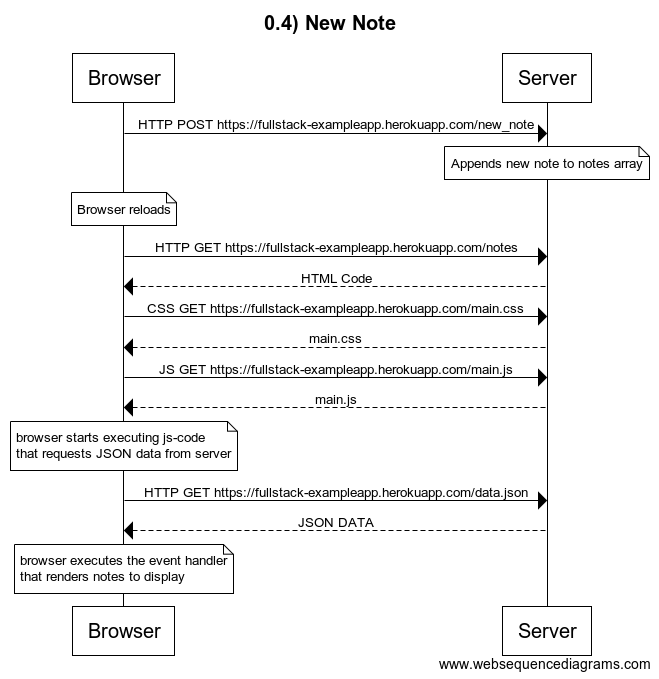 0.4) New Note
Browser
Server
HTTP POST https://fullstack-exampleapp.herokuapp.com/new_note
Appends new note to notes array
Browser reloads
HTTP GET https://fullstack-exampleapp.herokuapp.com/notes
HTML Code
CSS GET https://fullstack-exampleapp.herokuapp.com/main.css
main.css
JS GET https://fullstack-exampleapp.herokuapp.com/main.js
main.js
browser starts executing js-code
that requests JSON data from server
HTTP GET https://fullstack-exampleapp.herokuapp.com/data.json
JSON DATA
browser executes the event handler
that renders notes to display
Browser
Server
www.websequencediagrams.com